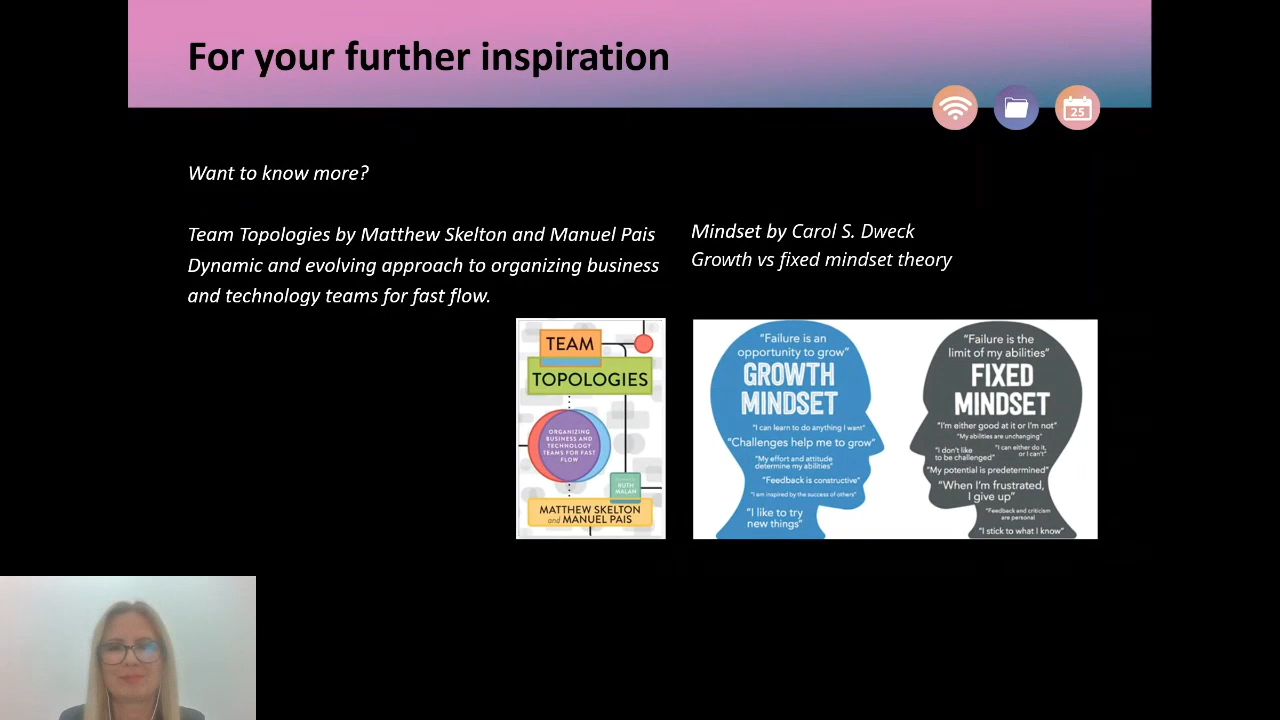 For your further inspiration
25
Want to know more?
Team Topologies by Matthew Skelton and Manuel Pais
Dynamic and evolving approach to organizing business
and technology teams for fast flow.
Mindset by Carol S. Dweck
Growth vs fixed mindset theory
TEAM
TOPOLOGIES
ORGANIZING
BUSINESS AND
TECHNOLOGY
TEAMS FOR FAST
FLOW
RUTH
MALAN
MATTHEW SKELTON
and MANUEL PAIS
"Failure is an
opportunity to grow"
GROWTH
MINDSET
"I can learn to do anything I want"
"Challenges help me to grow"
"My effort and attitude
determine my abilities"
"Feedback is constructive"
"I am inspired by the success of others"
"I like to try
new things"
"Failure is the
limit of my abilities"
FIXED
MINDSET
"I'm either good at it or I'm not"
"My abilities are unchanging"
"I don't like
to be challenged"
"I can either do it,
or I can't"
"My potential is predetermined"
"When I'm frustrated,
I give up"
"Feedback and criticism
are personal
"I stick to what I know"